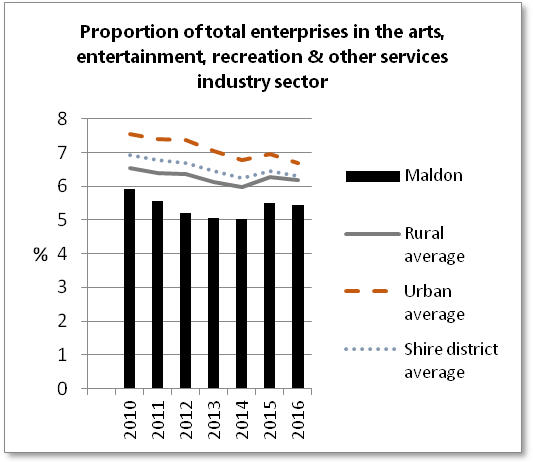 Proportion of total enterprises in the arts,
entertainment, recreation & other services
industry sector
8
7
6
5
4
3
2
1
0
%
2010
2011
2012
2013
2014
2015
2016
Maldon
Rural
average
Urban
average
Shire district
average